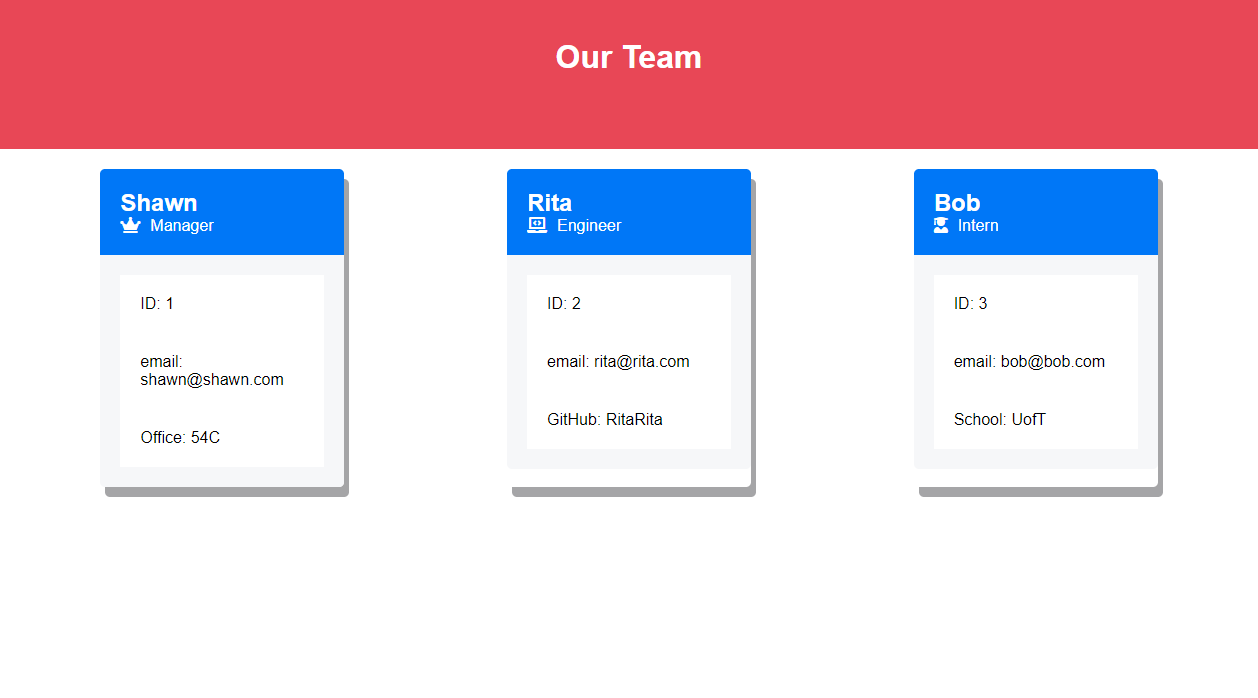 Our Team
Shawn
Manager
ID: 1
email:
shawn@shawn.com
Office: 54C
Rita
Engineer
ID: 2
email: rita@rita.com
GitHub: RitaRita
Bob
Intern
ID: 3
email: bob@bob.com
School: UofT